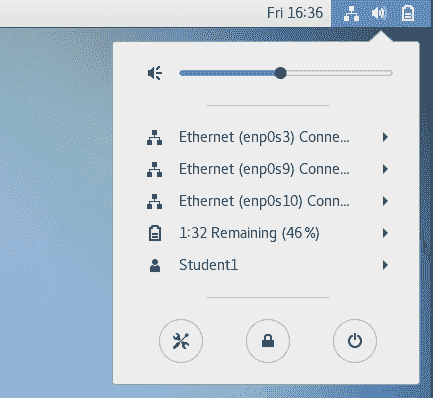 Fri 16:36
Ethernet (enp0s3) Conne...
Ethernet (enp0s9) Conne...
Ethernet (enp0s10) Conn...
1:32 Remaining (46%)
Student1